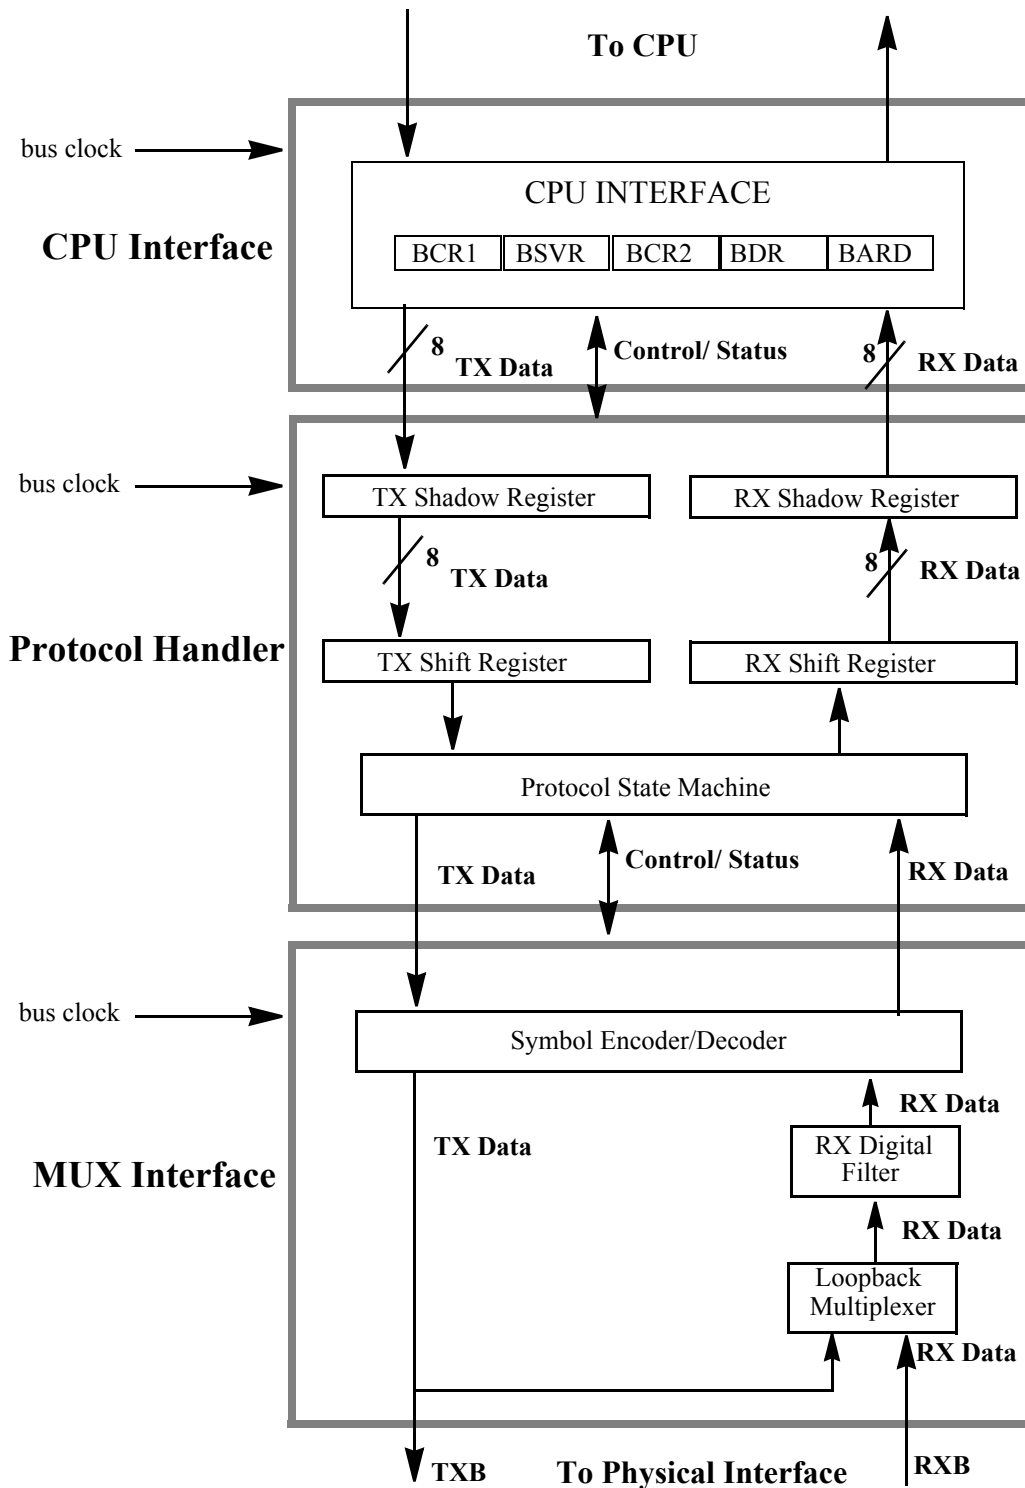 To CPU
bus clock
CPU INTERFACE
CPU Interface
BCR1 BSVR BCR2 BDR BARD
8
TX Data
Control/ Status
8
RX Data
bus clock
TX Shadow Register
RX Shadow Register
8
TX Data
8
RX Data
Protocol Handler
TX Shift Register
RX Shift Register
Protocol State Machine
TX Data
Control/ Status
RX Data
bus clock
Symbol Encoder/Decoder
RX Data
TX Data
RX Digital
Filter
MUX Interface
RX Data
Loopback
Multiplexer
RX Data
TXB
To Physical Interface
RXB